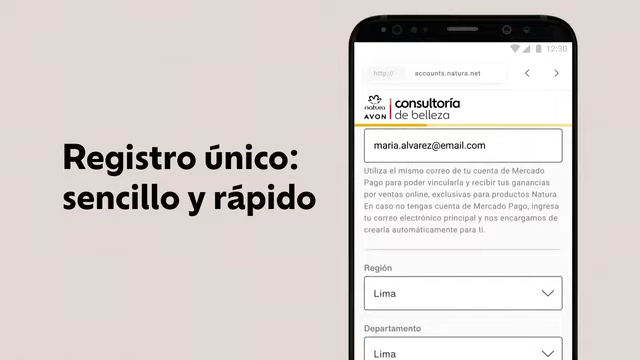 Registro único:
sencillo y rápido
12:30
http://
accounts.natura.net
natura
AVON
consultoría
de belleza
maria.alvarez@email.com
Utiliza el mismo correo de tu cuenta de Mercado
Pago para poder vincularla y recibir tus ganancias
por ventas online, exclusivas para productos Natura.
En caso no tengas cuenta de Mercado Pago, ingresa
tu correo electrónico principal y nos encargamos de
crearla automáticamente para ti.
Región
Lima
Departamento
Lima